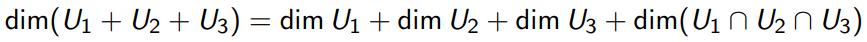 dim(U₁ + U₂ + U₃) = dim U₁ + dim U₂ + dim U₃ + dim(U₁ ∩ U₂ ∩ U₃)